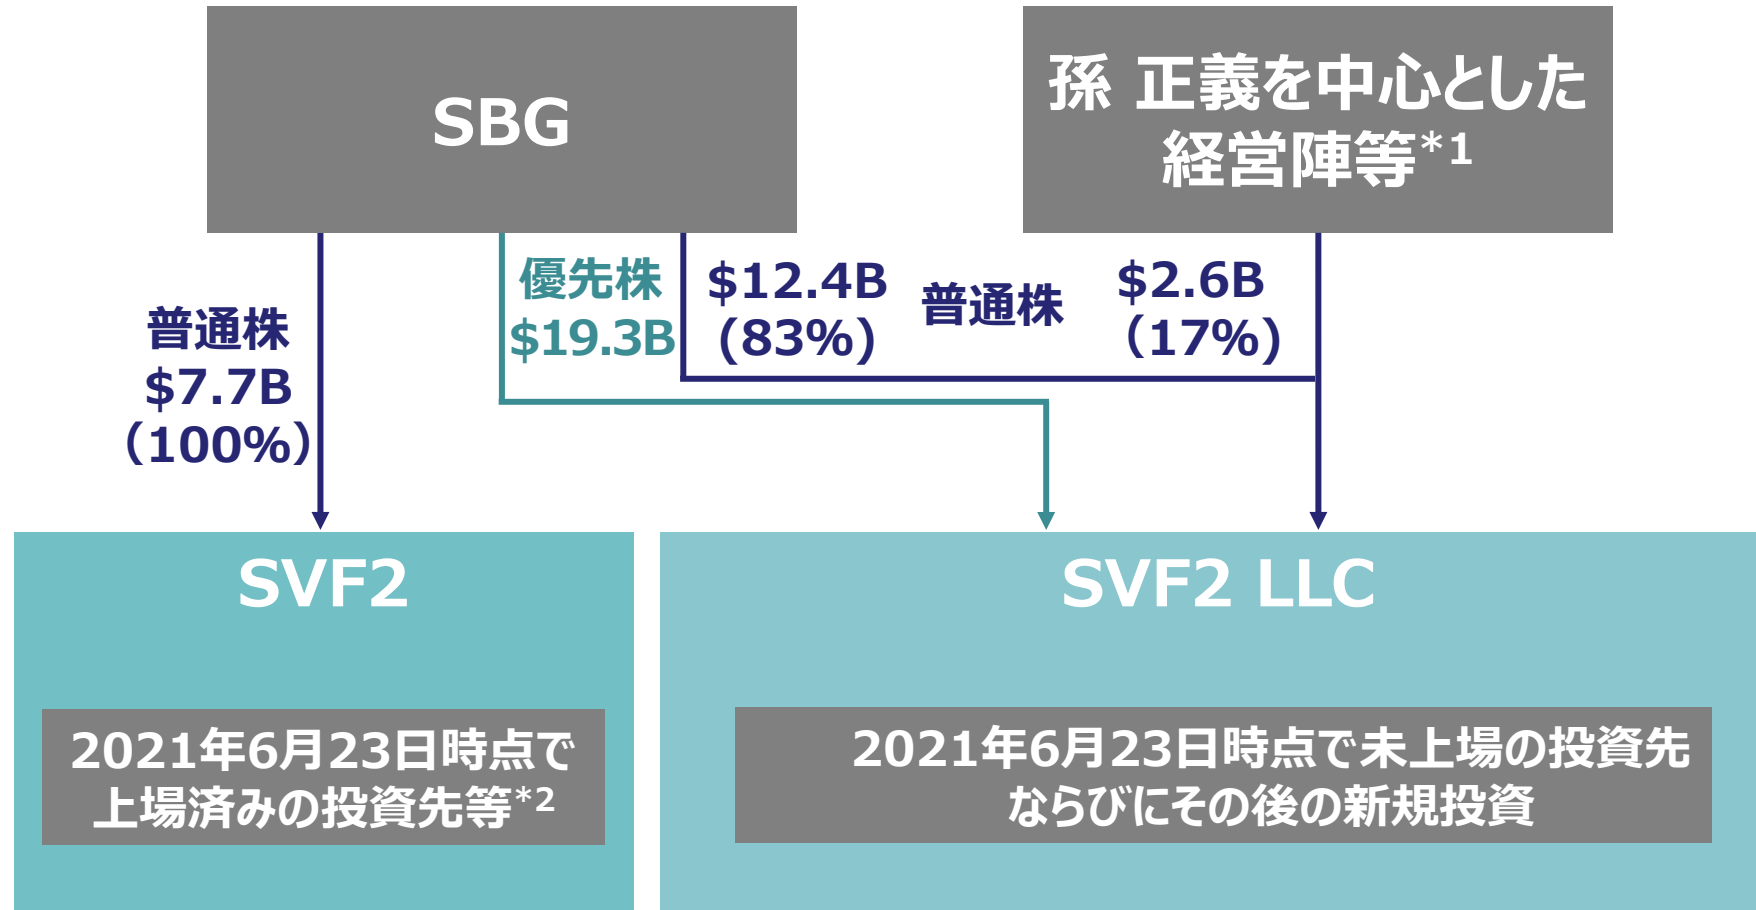 SBG
孫 正義を中心とした
経営陣等*1
普通株
$7.7B
（100%）
優先株
$19.3B
$12.4B
（83%）
普通株
$2.6B
（17%）
SVF2
2021年6月23日時点で
上場済みの投資先等*2
SVF2 LLC
2021年6月23日時点で未上場の投資先
ならびにその後の新規投資